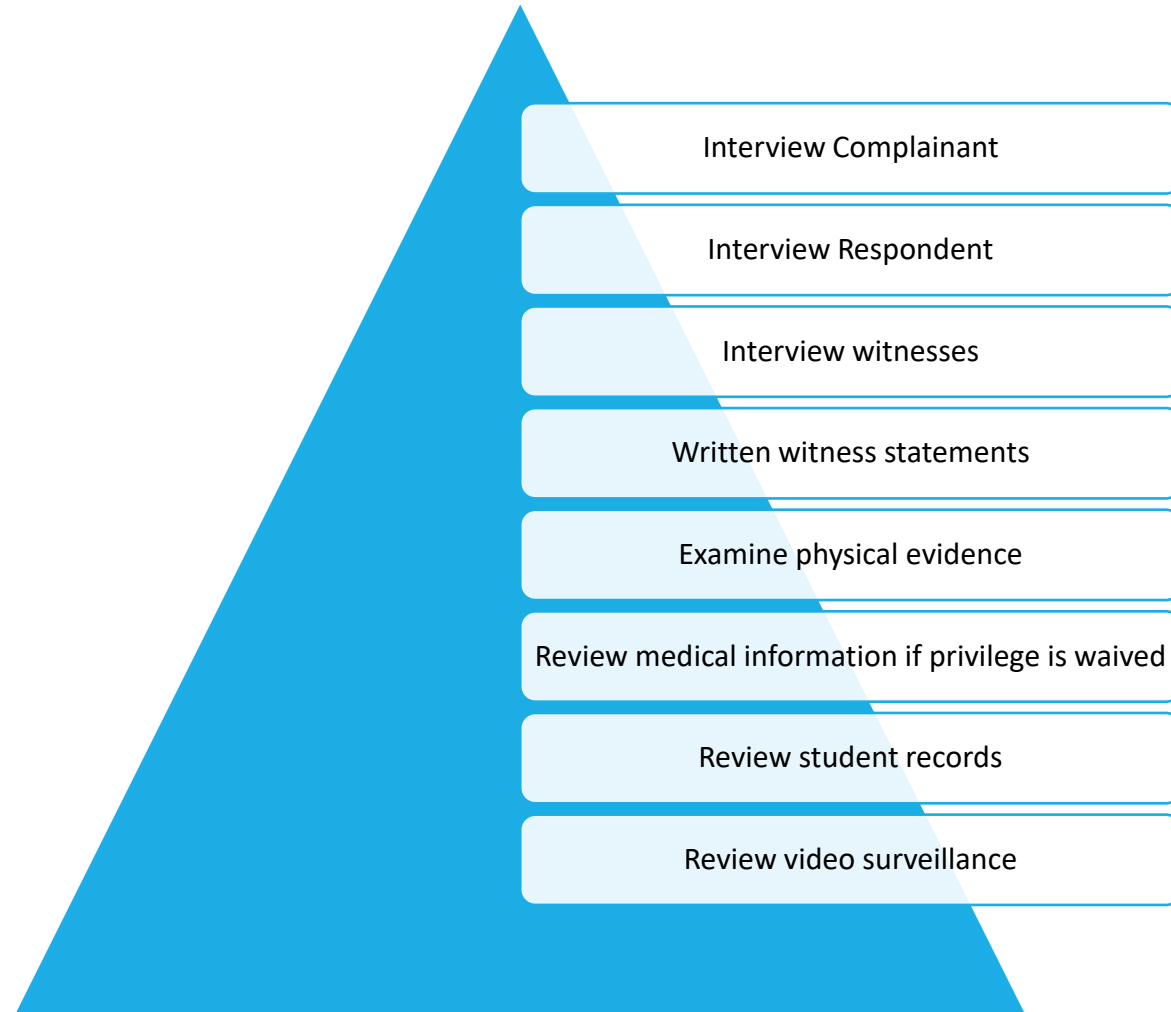 Interview Complainant
Interview Respondent
Interview witnesses
Written witness statements
Examine physical evidence
Review medical information if privilege is waived
Review student records
Review video surveillance